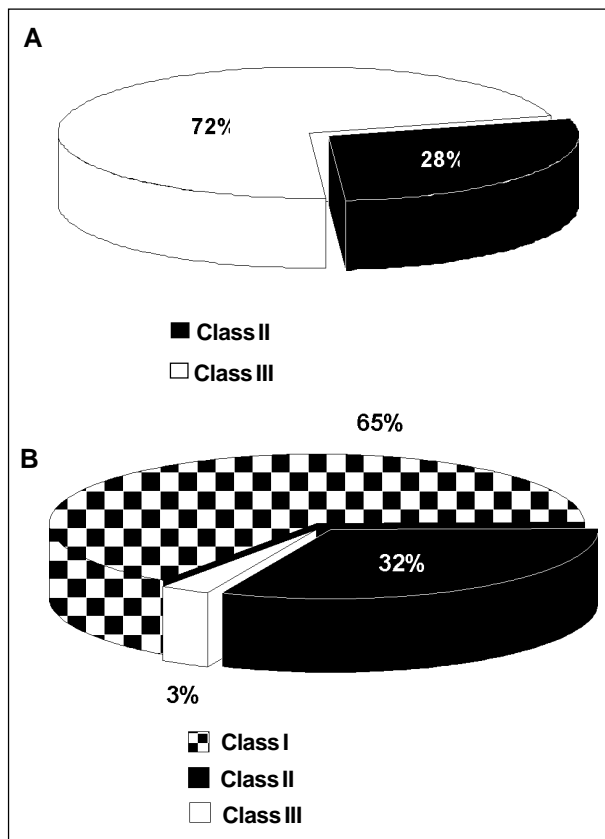 A
72%
28%
Class II
Class III
65%
B
32%
3%
Class I
Class II
Class III